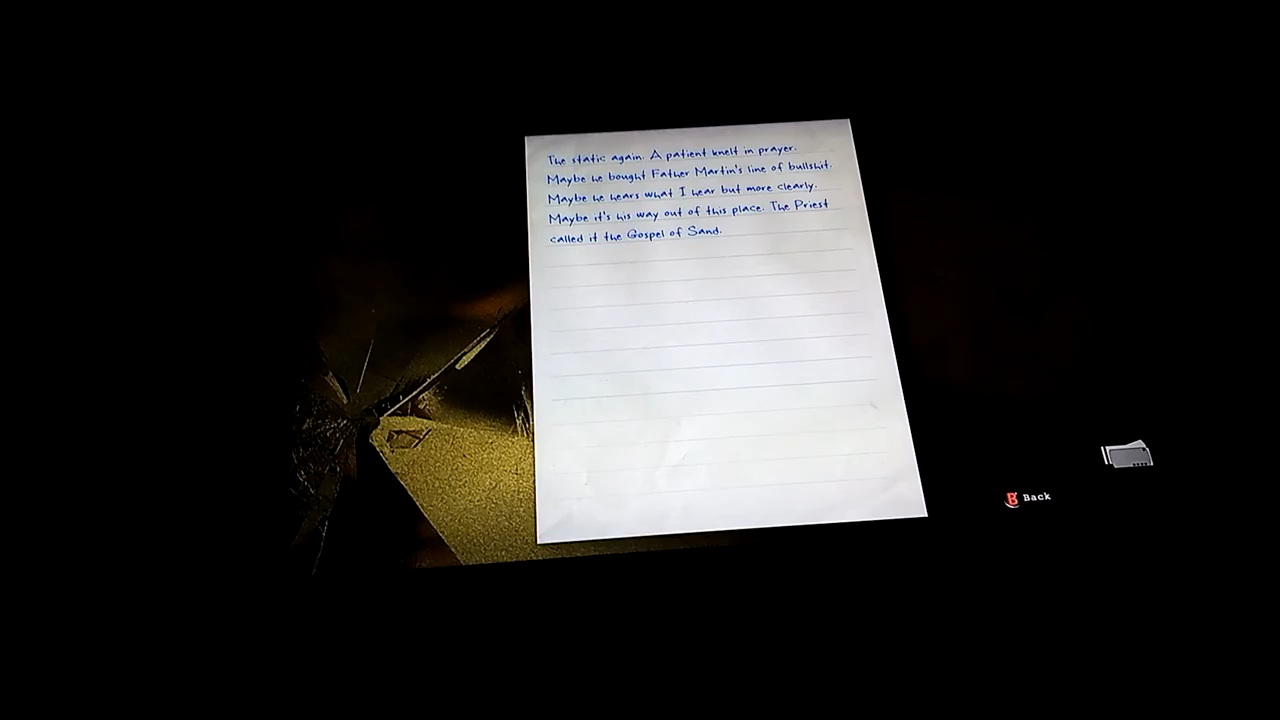 The static again. A patient knelt in prayer.
Maybe he bought Father Martin's line of bullshit.
Maybe he hears what I hear but more clearly.
Maybe it's his way out of this place. The Priest
called it the Gospel of Sand.
B Back